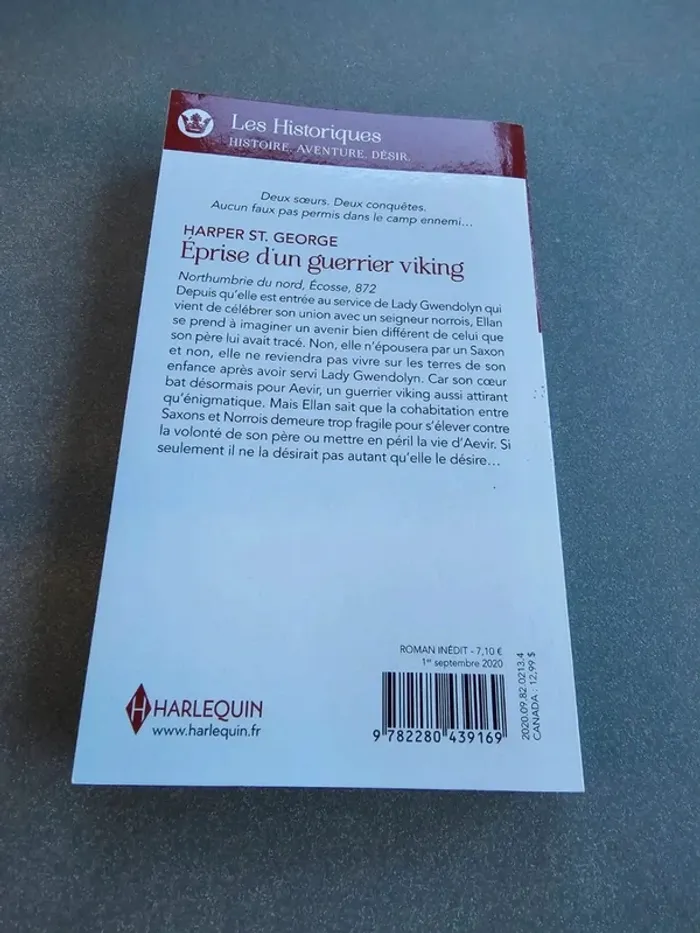 Les Historiques
HISTOIRE. AVENTURE. DÉSIR.
Deux sœurs. Deux conquêtes.
Aucun faux pas permis dans le camp ennemi...
HARPER ST. GEORGE
Éprise d'un guerrier viking
Northumbrie du nord, Écosse, 872
Depuis qu'elle est entrée au service de Lady Gwendolyn qui
vient de célébrer son union avec un seigneur norrois, Ellan
se prend à imaginer un avenir bien différent de celui que
son père lui avait tracé. Non, elle n'épousera par un Saxon
et non, elle ne reviendra pas vivre sur les terres de son
enfance après avoir servi Lady Gwendolyn. Car son cœur
bat désormais pour Aevir, un guerrier viking aussi attirant
qu'énigmatique. Mais Ellan sait que la cohabitation entre
Saxons et Norrois demeure trop fragile pour s'élever contre
la volonté de son père ou mettre en péril la vie d'Aevir. Si
seulement il ne la désirait pas autant qu'elle le désire...
ROMAN INÉDIT - 7,10 €
1er septembre 2020
9 782280 439169
2020.09.82.0213.4
CANADA : 12,99 $
H HARLEQUIN
www.harlequin.fr